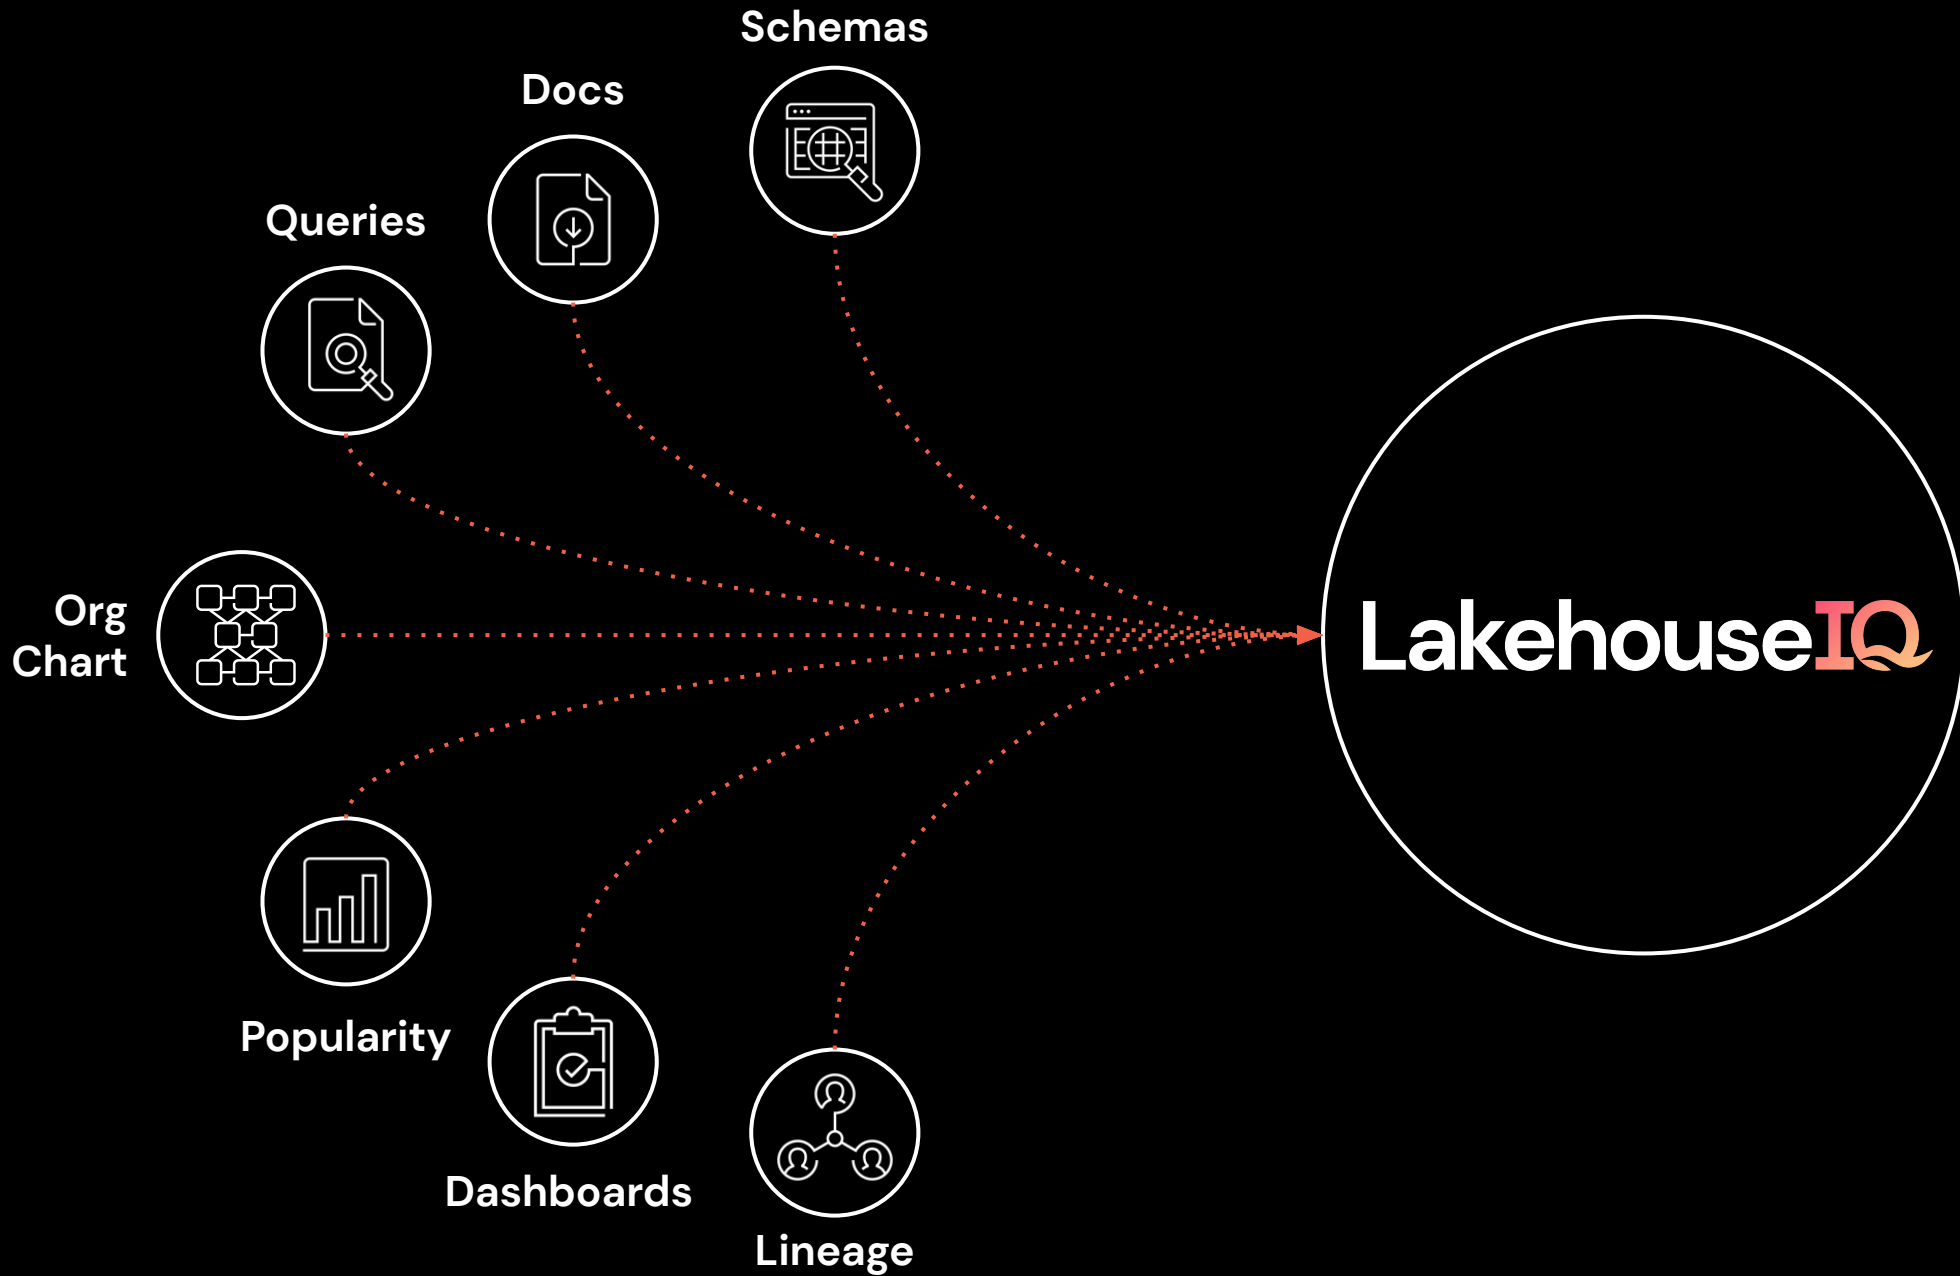 Schemas
Docs
Queries
Org
Chart
LakehouseIQ
Popularity
Dashboards
Lineage